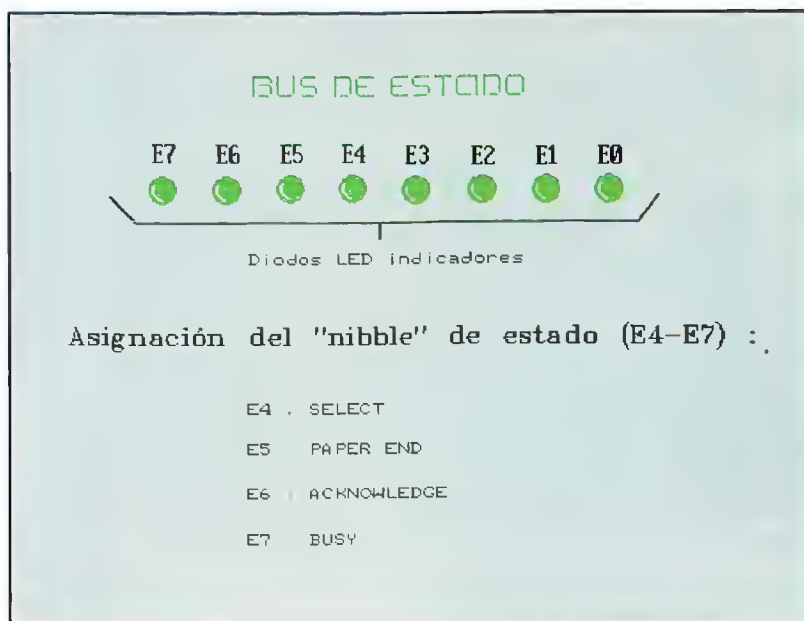 BUS DE ESTADO
E7 E6 E5 E4 E3 E2 E1 E0
Diodos LED indicadores
Asignación del "nibble" de estado (E4-E7) :
E4 . SELECT
E5 PAPER END
E6 . ACKNOWLEDGE
E7 BUSY